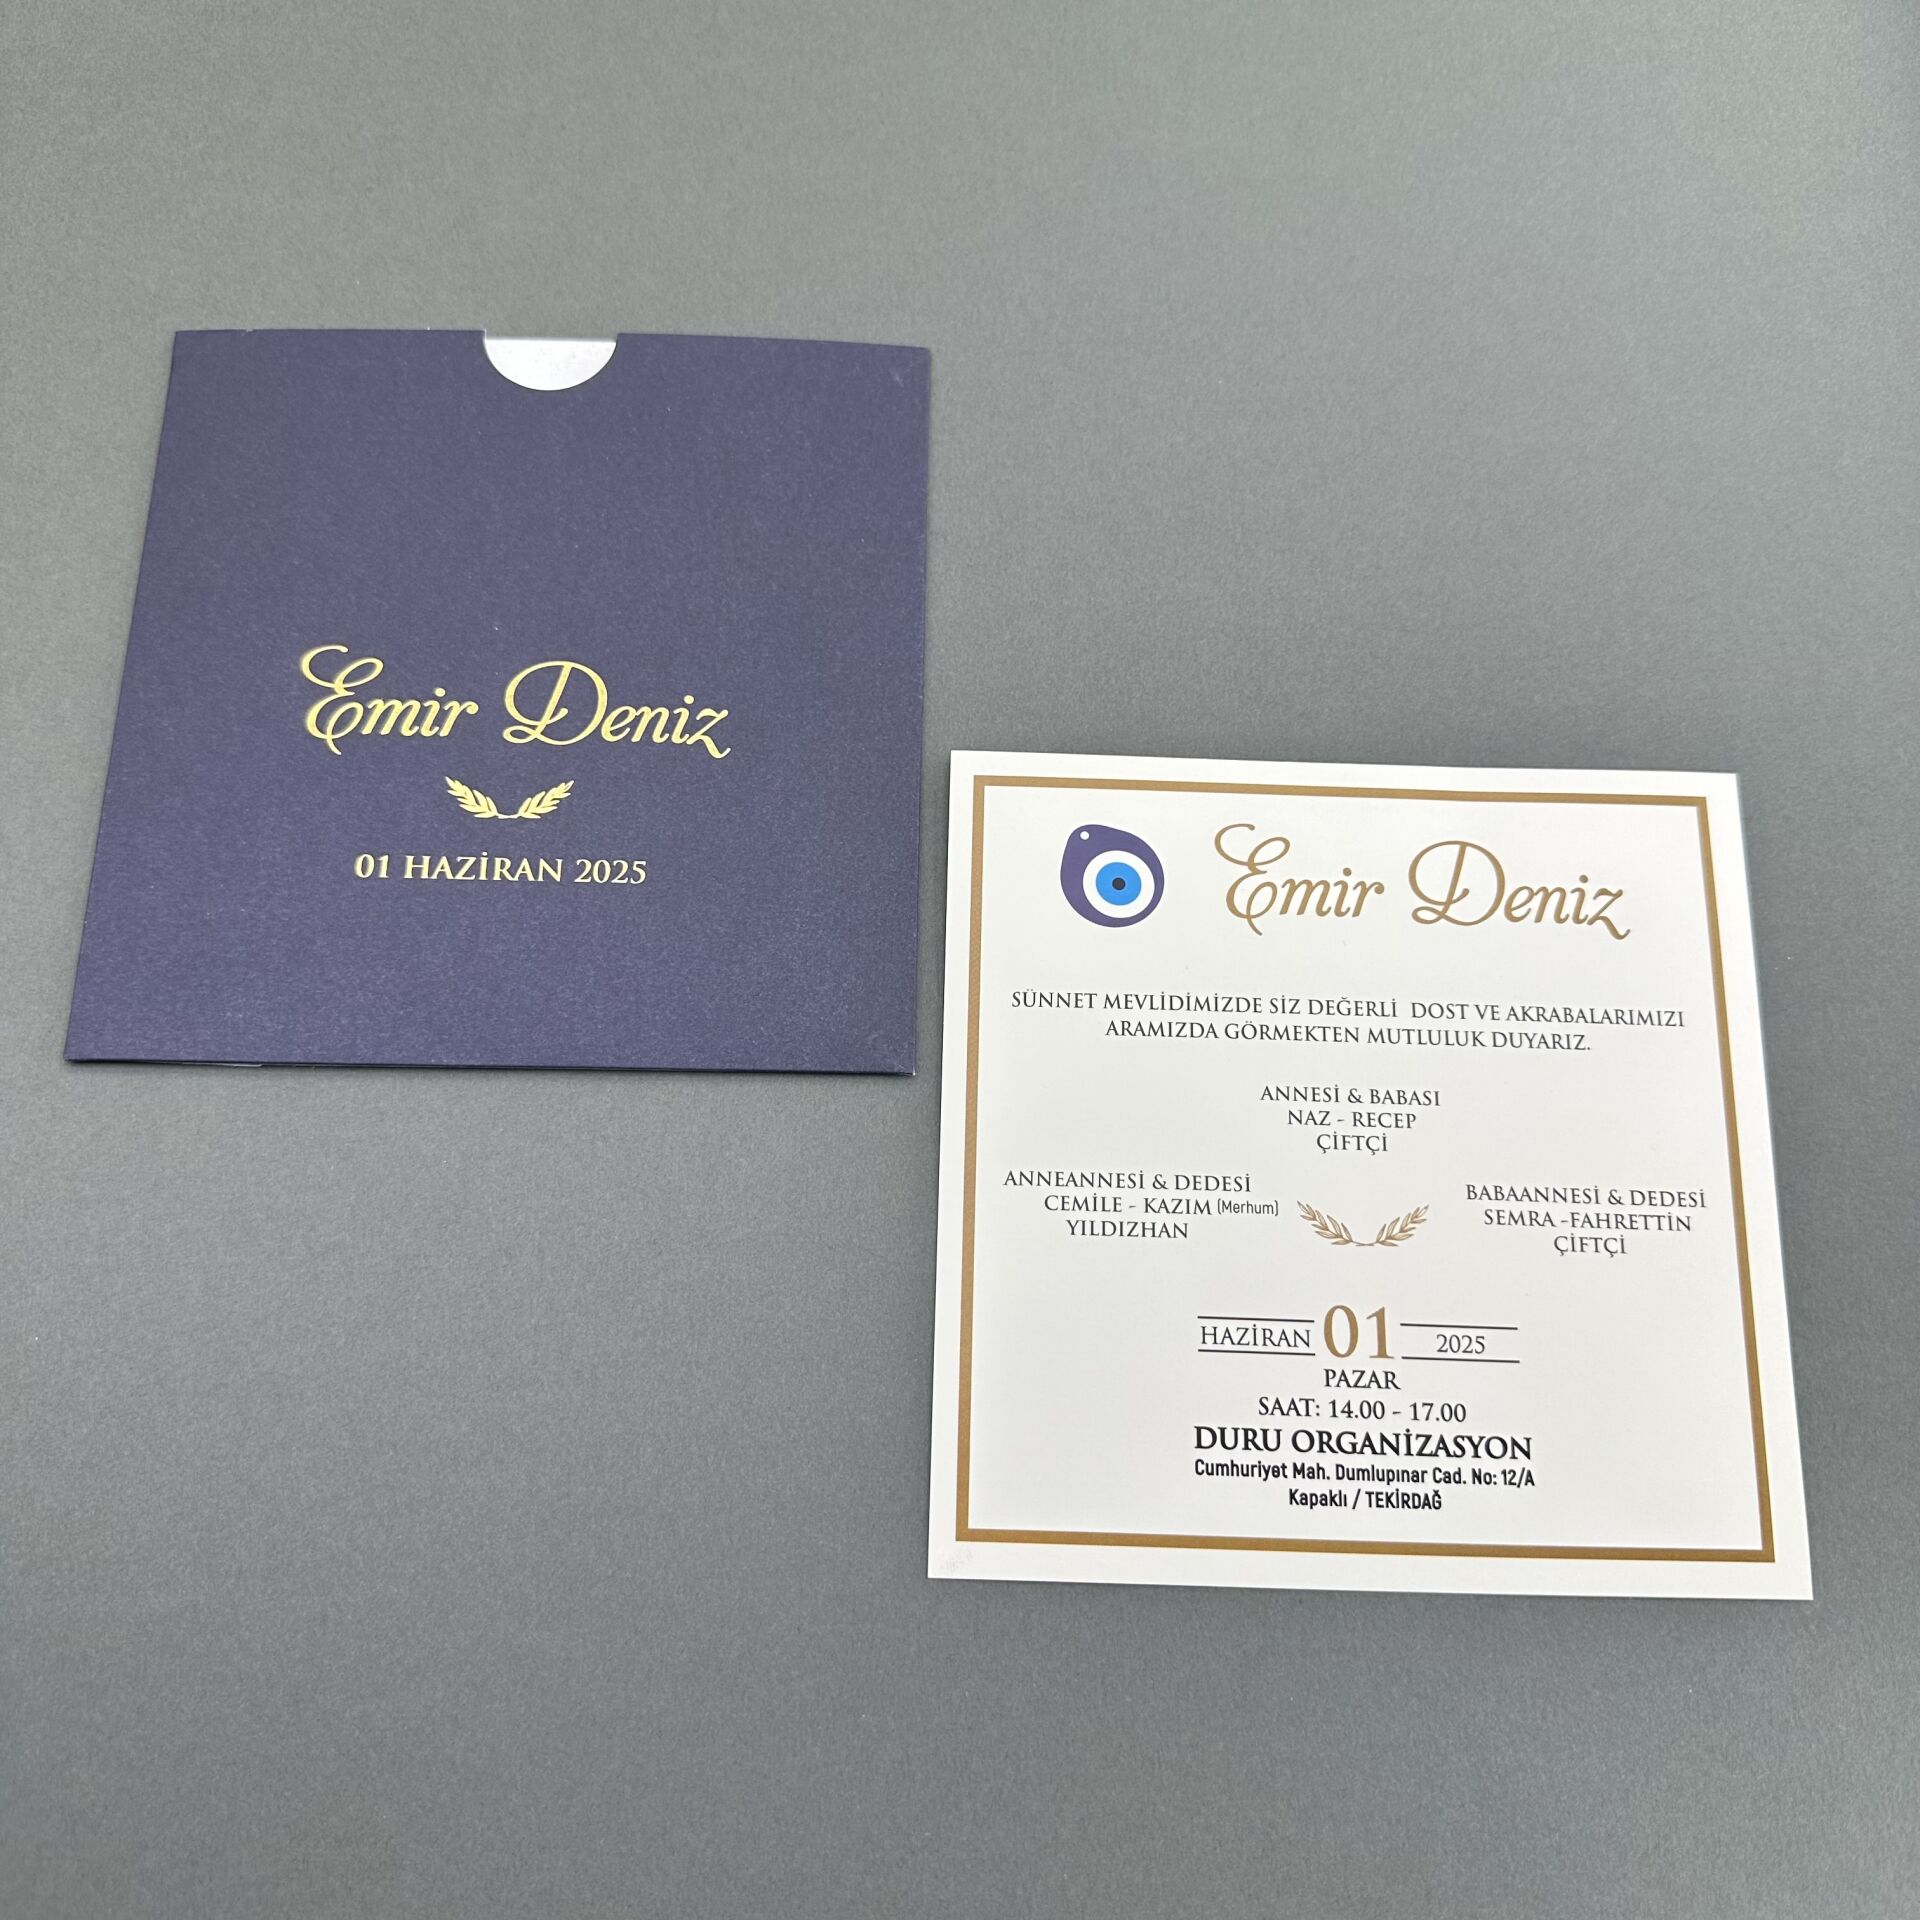 Emir Deniz
01 HAZİRAN 2025
Emir Deniz
SÜNNET MEVLİDİMİZDE SİZ DEĞERLİ DOST VE AKRABALARIMIZI
ARAMIZDA GÖRMEKTEN MUTLULUK DUYARIZ.
ANNESİ & BABASI
NAZ - RECEP
ÇİFTÇİ
ANNEANNESİ & DEDESİ
CEMİLE - KAZIM (Merhum)
YILDIZHAN
BABAANNESİ & DEDESİ
SEMRA -FAHRETTİN
ÇİFTÇİ
HAZİRAN 01 2025
PAZAR
SAAT: 14.00 - 17.00
DURU ORGANİZASYON
Cumhuriyet Mah. Dumlupınar Cad. No: 12/A
Kapaklı / TEKİRDAĞ